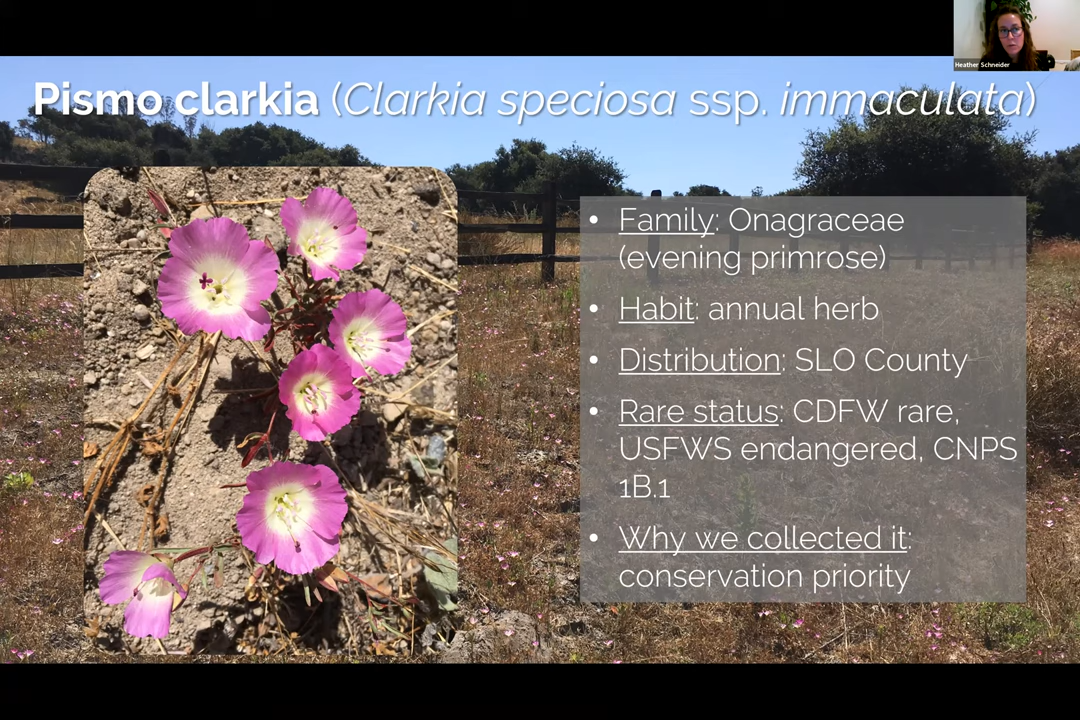 Heather Schneider
Pismo clarkia (Clarkia speciosa ssp. immaculata)
• Family: Onagraceae
(evening primrose)
• Habit: annual herb
• Distribution: SLO County
• Rare status: CDFW rare,
USFWS endangered, CNPS
1B.1
• Why we collected it:
conservation priority